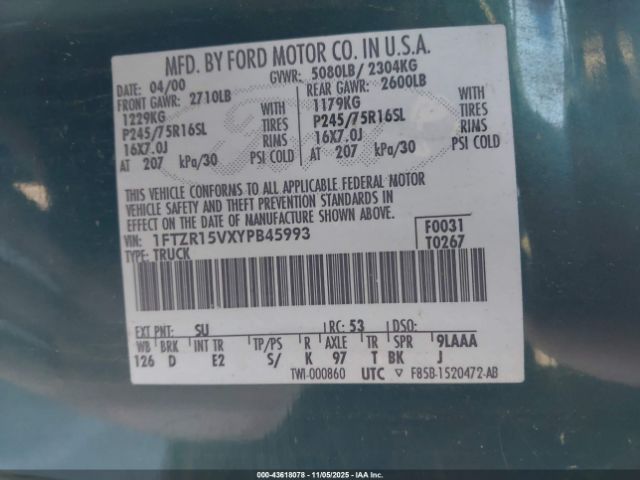 MFD. BY FORD MOTOR CO. IN U.S.A.
DATE: 04/00 GVWR: 5080LB/ 2304KG
FRONT GAWR: 2710LB REAR GAWR: 2600LB
1229KG WITH 1179KG WITH
P245/75R16SL TIRES P245/75R16SL TIRES
16X7.0J RIMS 16X7.0J RIMS
AT 207 kPa/30 PSI COLD AT 207 kPa/30 PSI COLD
THIS VEHICLE CONFORMS TO ALL APPLICABLE FEDERAL MOTOR
VEHICLE SAFETY AND THEFT PREVENTION STANDARDS IN
EFFECT ON THE DATE OF MANUFACTURE SHOWN ABOVE.
VIN: 1FTZR15VXYPB45993 F0031
TYPE: TRUCK T0267
EXT PNT: SU RC: 53 DSO:
WB BRK INT TR TP/PS R AXLE TR SPR 9LAAA
126 D E2 S/ K 97 T BK J
TWI-000860 UTC F85B-1520472-AB
000-43618078 - 11/05/2025 - IAA Inc.